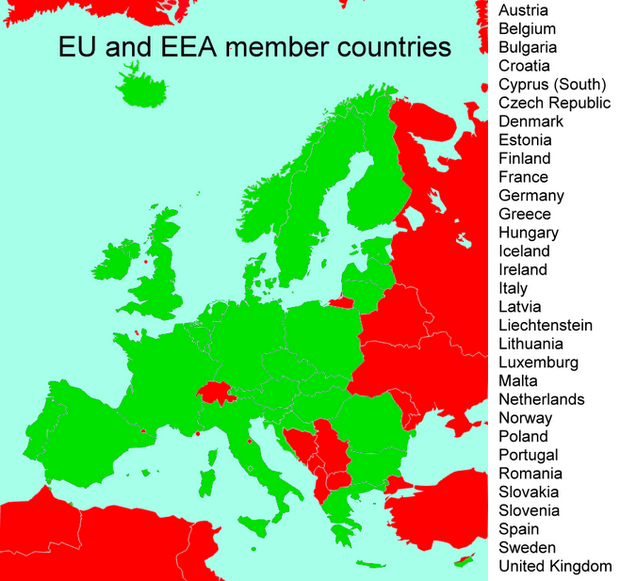 EU and EEA member countries
Austria
Belgium
Bulgaria
Croatia
Cyprus (South)
Czech Republic
Denmark
Estonia
Finland
France
Germany
Greece
Hungary
Iceland
Ireland
Italy
Latvia
Liechtenstein
Lithuania
Luxemburg
Malta
Netherlands
Norway
Poland
Portugal
Romania
Slovakia
Slovenia
Spain
Sweden
United Kingdom